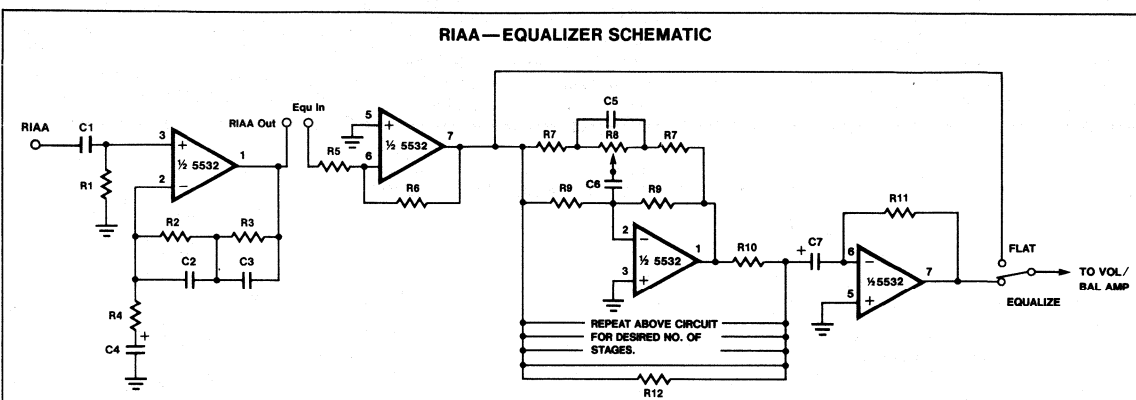 RIAA—EQUALIZER SCHEMATIC
RIAA
C1
R1
3
+
2
−
½ 5532
1
R2
R3
C2
C3
R4
+
C4
RIAA Out
Equ In
R5
5
+
6
−
½ 5532
7
R6
C5
R7
R8
R7
C6
R9
R9
2
−
3
+
½ 5532
1
R10
+
C7
R11
6
−
5
+
½ 5532
7
FLAT
EQUALIZE
TO VOL/
BAL AMP
REPEAT ABOVE CIRCUIT
FOR DESIRED NO. OF
STAGES.
R12